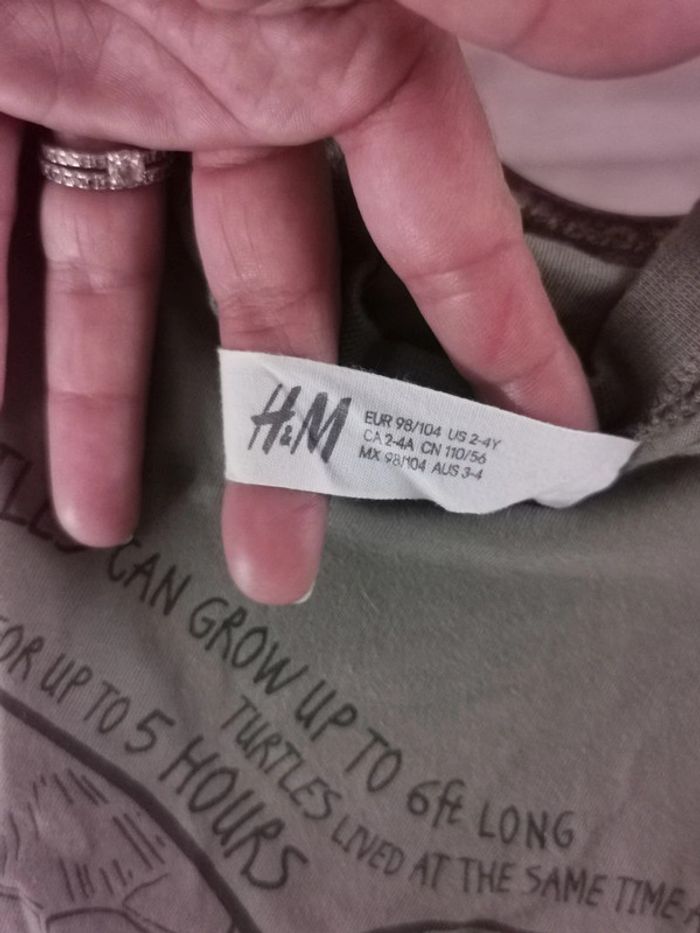 H&M
EUR 98/104 US 2-4Y
CA 2-4A CN 110/56
MX 98/104 AUS 3-4
CAN GROW UP TO 6ft LONG
FOR UP TO 5 HOURS
TURTLES LIVED AT THE SAME TIME